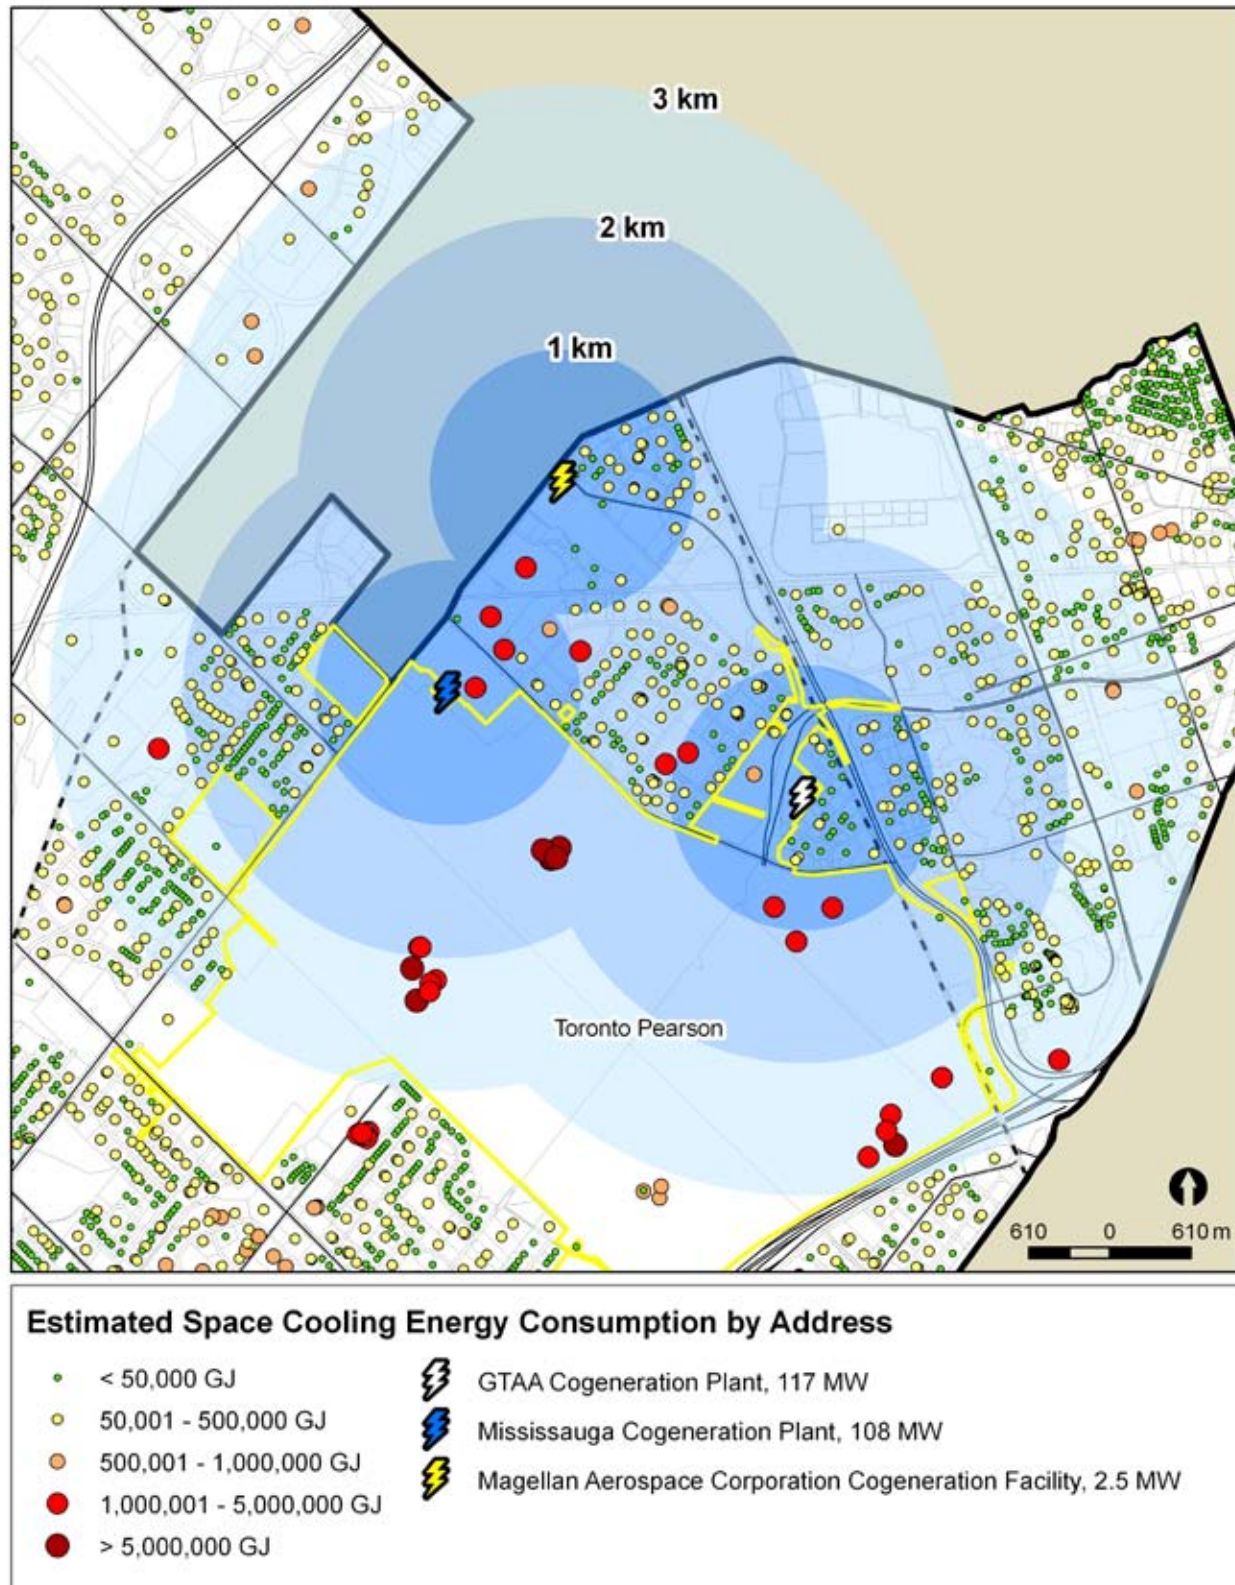 3 km
2 km
1 km
Toronto Pearson
610 0 610 m
Estimated Space Cooling Energy Consumption by Address
< 50,000 GJ
50,001 - 500,000 GJ
500,001 - 1,000,000 GJ
1,000,001 - 5,000,000 GJ
> 5,000,000 GJ
GTAA Cogeneration Plant, 117 MW
Mississauga Cogeneration Plant, 108 MW
Magellan Aerospace Corporation Cogeneration Facility, 2.5 MW